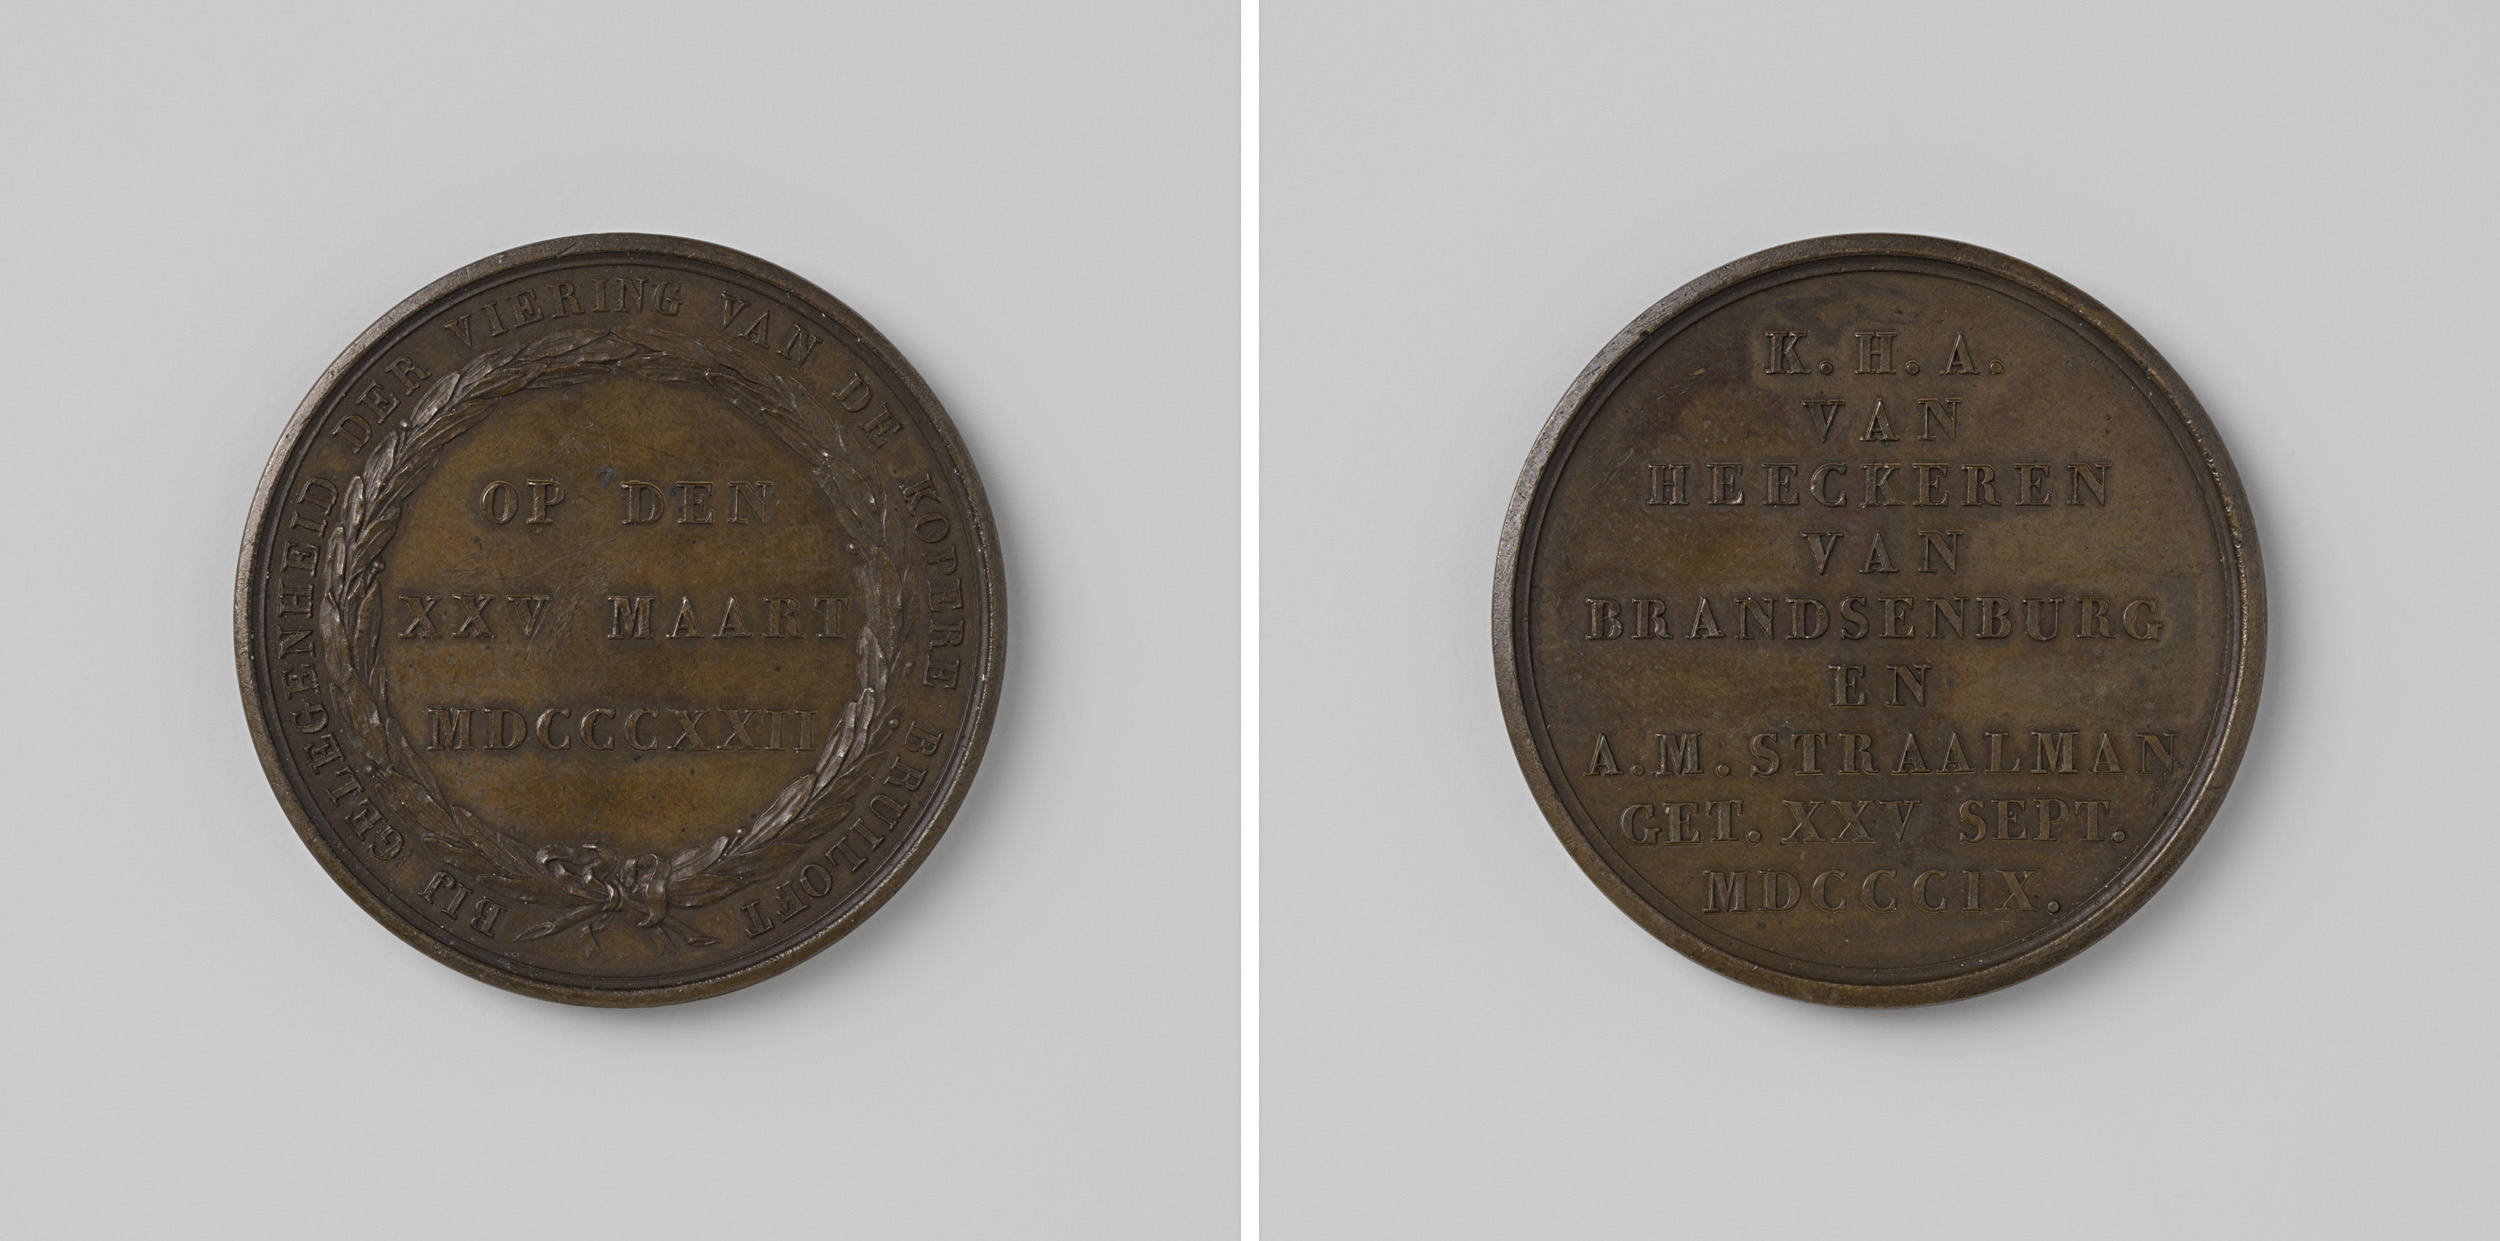 BIJ GELEGENHEID DER VIERING VAN DE KOPERE BRUILOFT
OP DEN
XXV MAART
MDCCCXXII
K. H. A.
VAN
HEECKEREN
VAN
BRANDSENBURG
EN
A. M. STRAALMAN
GET. XXV SEPT.
MDCCCIX.